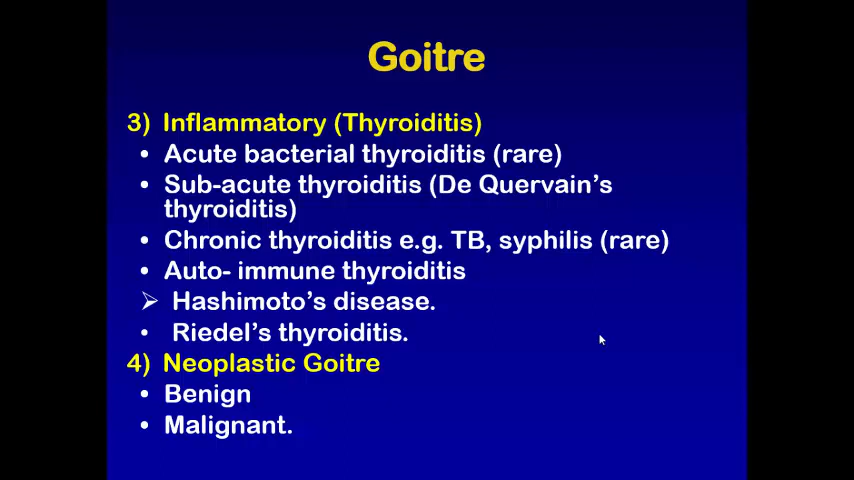 Goitre
3) Inflammatory (Thyroiditis)
• Acute bacterial thyroiditis (rare)
• Sub-acute thyroiditis (De Quervain’s
thyroiditis)
• Chronic thyroiditis e.g. TB, syphilis (rare)
• Auto- immune thyroiditis
➢ Hashimoto’s disease.
• Riedel’s thyroiditis.
4) Neoplastic Goitre
• Benign
• Malignant.